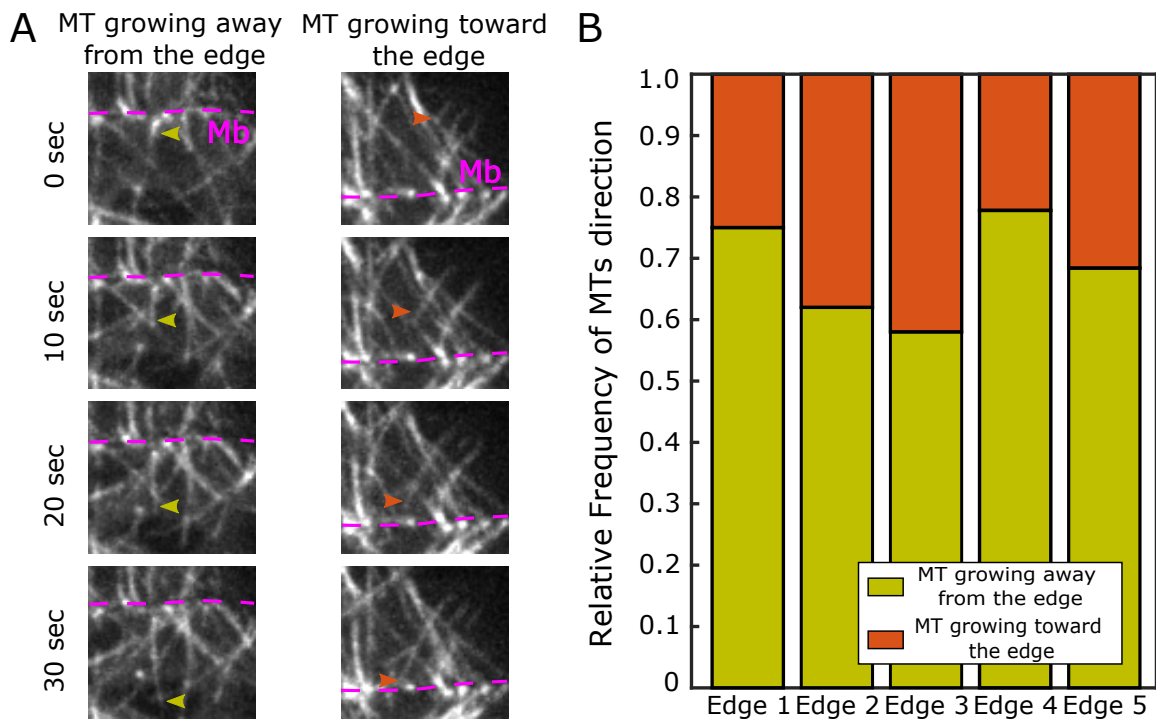 A
MT growing away
from the edge
MT growing toward
the edge
0 sec
Mb
Mb
10 sec
20 sec
30 sec
B
Relative Frequency of MTs direction
1.0
0.9
0.8
0.7
0.6
0.5
0.4
0.3
0.2
0.1
0
MT growing away
from the edge
MT growing toward
the edge
Edge 1 Edge 2 Edge 3 Edge 4 Edge 5